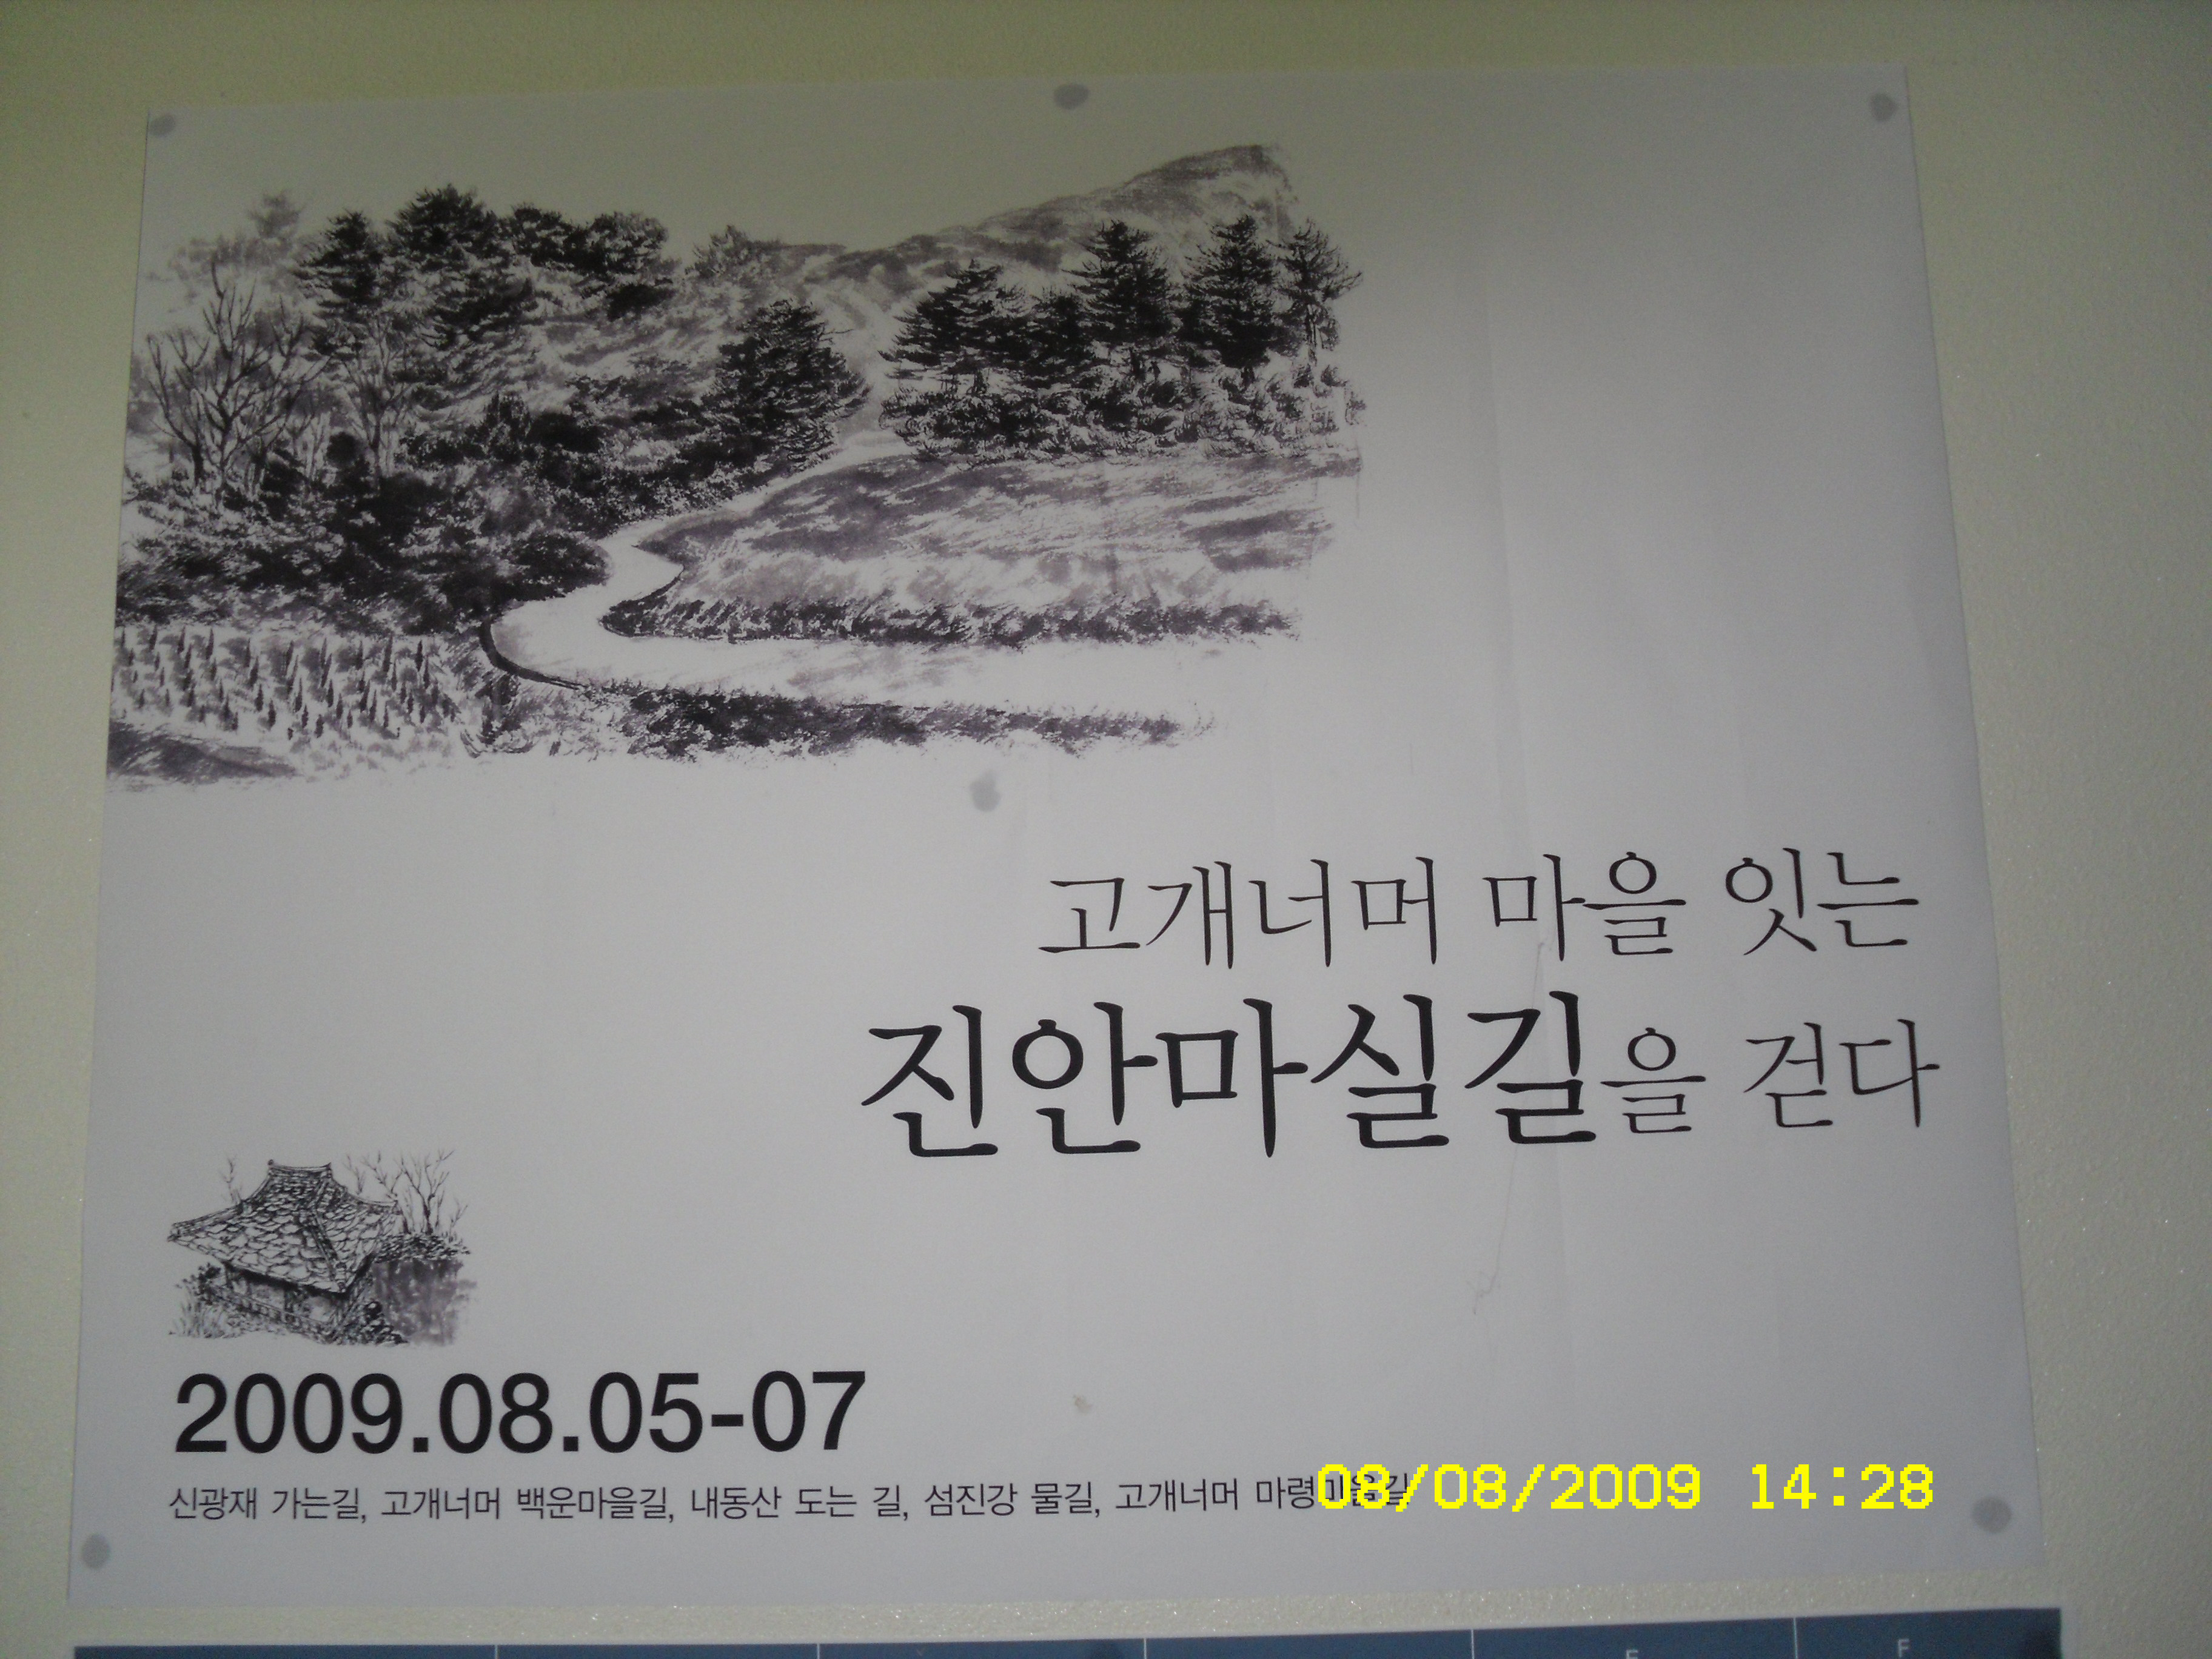 고개너머 마을 잇는
진안마실길을 걷다
2009.08.05-07
신광재 가는길, 고개너머 백운마을길, 내동산 도는 길, 섬진강 물길, 고개너머 마령마을길
08/08/2009 14:28
F